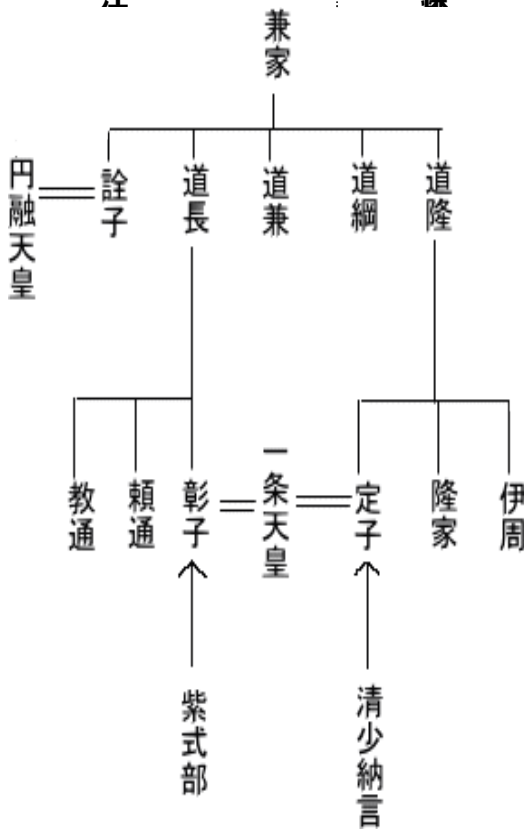 兼家
道隆
道綱
道兼
道長
詮子
円融天皇
伊周
隆家
定子
一条天皇
彰子
頼通
教通
清少納言
紫式部